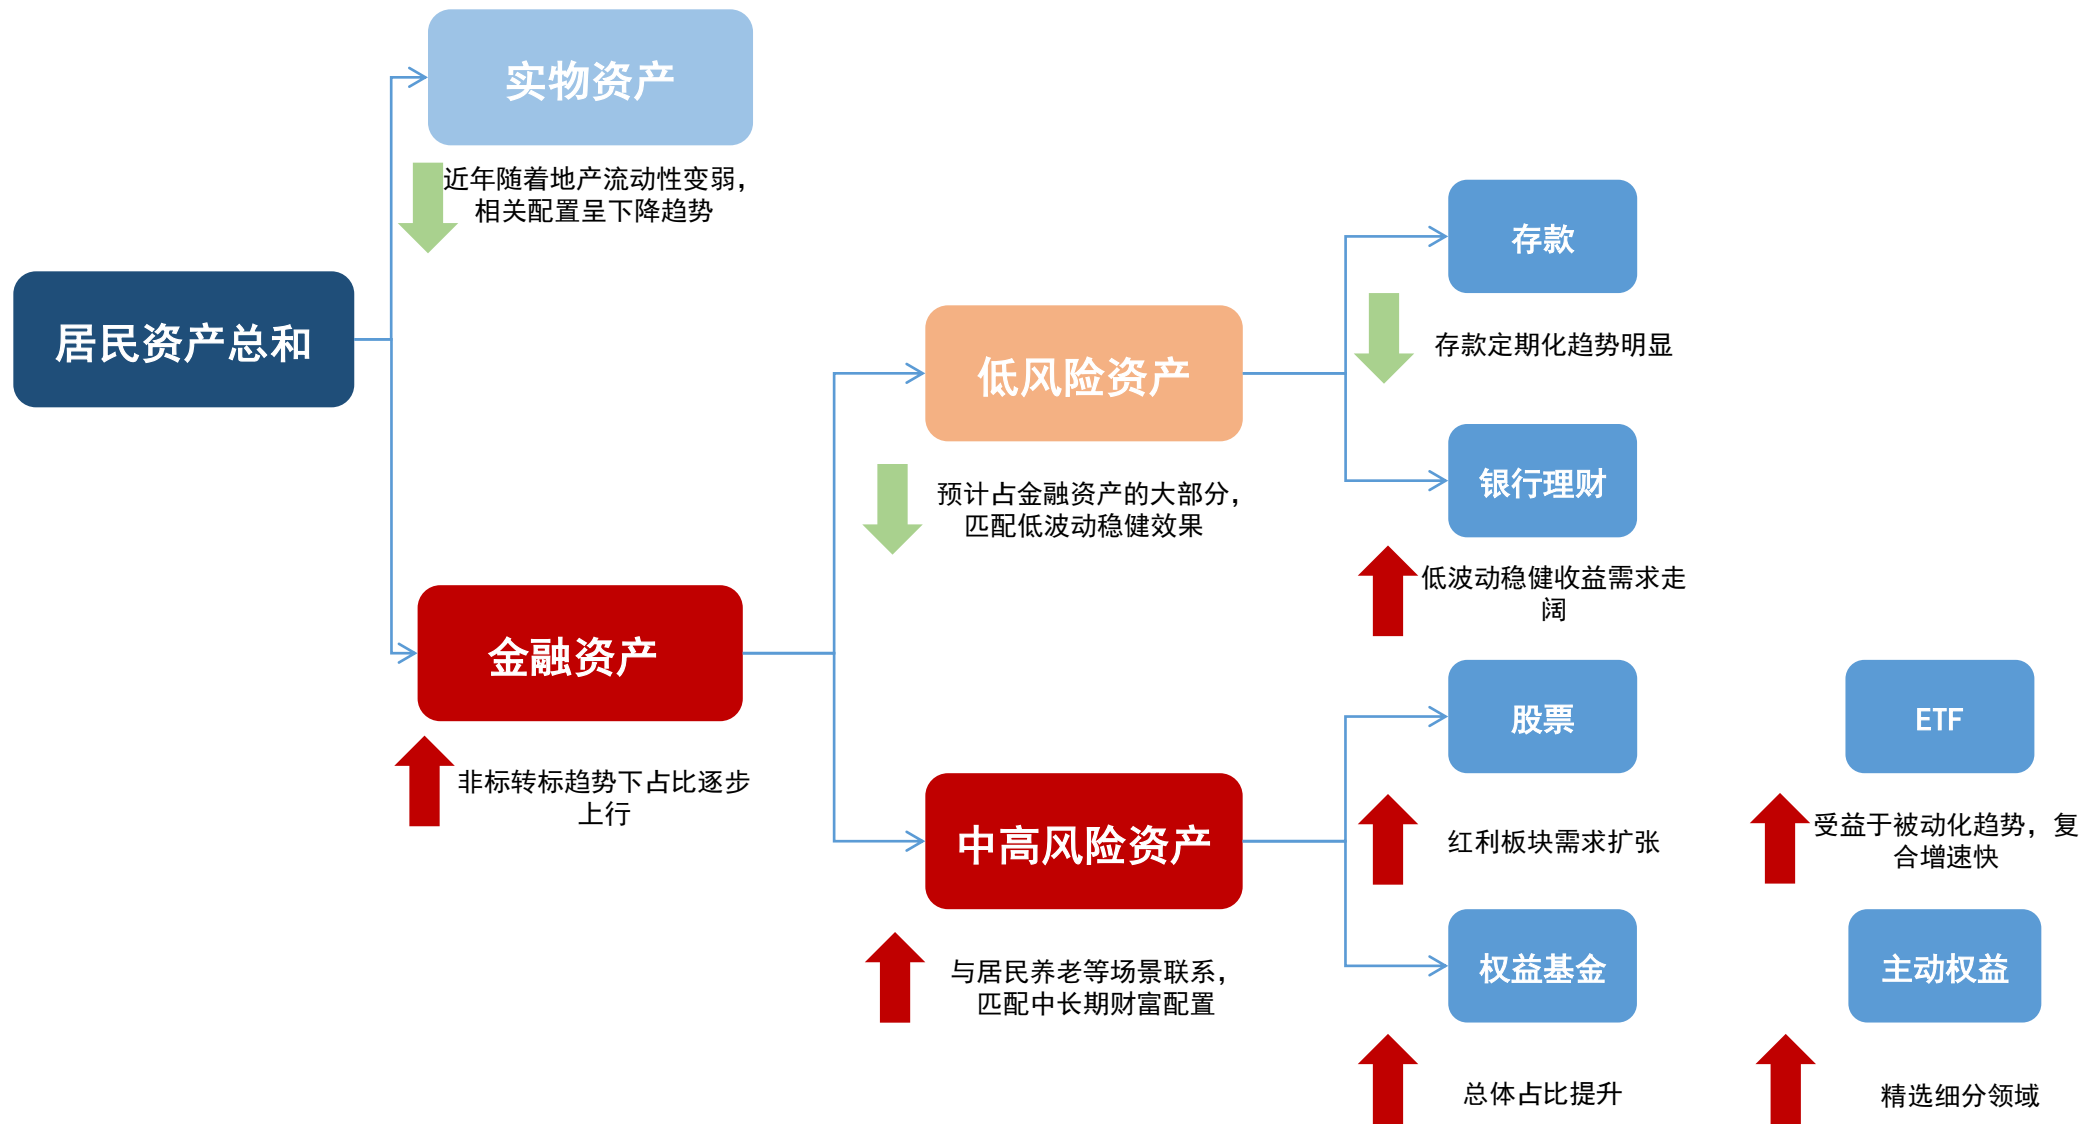 实物资产
近年随着地产流动性变弱，
相关配置呈下降趋势
居民资产总和
金融资产
非标转标趋势下占比逐步
上行
低风险资产
预计占金融资产的大部分，
匹配低波动稳健效果
中高风险资产
与居民养老等场景联系，
匹配中长期财富配置
存款
存款定期化趋势明显
银行理财
低波动稳健收益需求走
阔
股票
红利板块需求扩张
ETF
受益于被动化趋势，复
合增速快
权益基金
总体占比提升
主动权益
精选细分领域